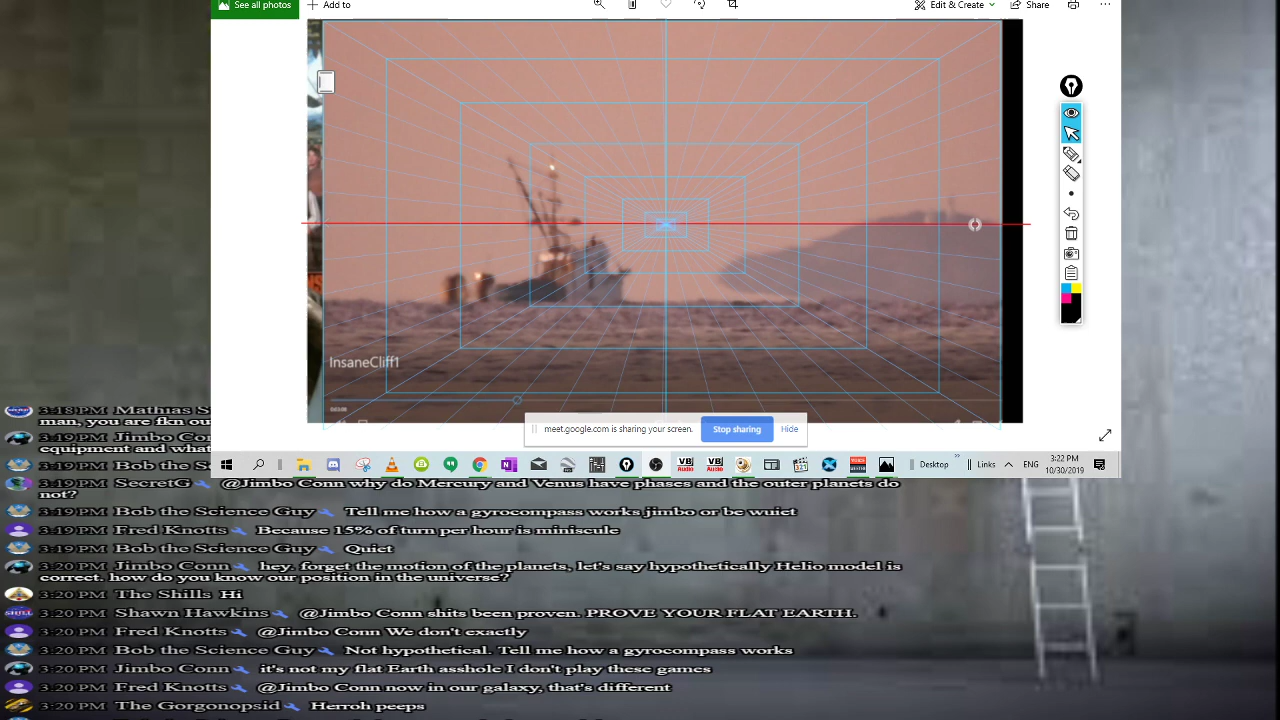 See all photos
Add to
Edit & Create
Share
InsaneCliff1
meet.google.com is sharing your screen.
Stop sharing
Hide
VB
AUDIO
VB
AUDIO
Desktop
Links
ENG
3:22 PM
10/30/2019
3:18 PM Mathias S
man, you are fkn ou
3:19 PM Jimbo Con
equipment and what
3:19 PM Bob the Sc
3:19 PM SecretG @Jimbo Conn why do Mercury and Venus have phases and the outer planets do
not?
3:19 PM Bob the Science Guy Tell me how a gyrocompass works jimbo or be wuiet
3:19 PM Fred Knotts Because 15% of turn per hour is miniscule
3:19 PM Bob the Science Guy Quiet
3:20 PM Jimbo Conn hey. forget the motion of the planets, let's say hypothetically Helio model is
correct. how do you know our position in the universe?
3:20 PM The Shills Hi
3:20 PM Shawn Hawkins @Jimbo Conn shits been proven. PROVE YOUR FLAT EARTH.
3:20 PM Fred Knotts @Jimbo Conn We don't exactly
3:20 PM Bob the Science Guy Not hypothetical. Tell me how a gyrocompass works
3:20 PM Jimbo Conn it's not my flat Earth asshole I don't play these games
3:20 PM Fred Knotts @Jimbo Conn now in our galaxy, that's different
3:20 PM The Gorgonopsid Herroh peeps